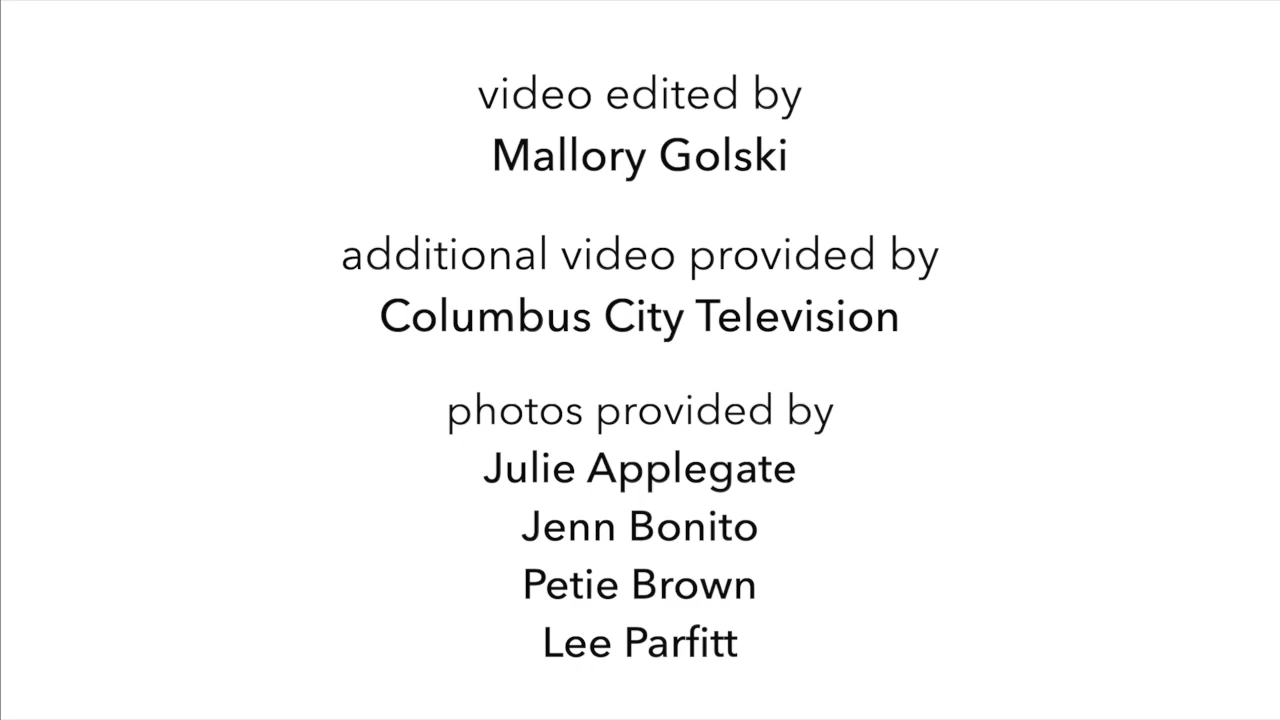 video edited by
Mallory Golski
additional video provided by
Columbus City Television
photos provided by
Julie Applegate
Jenn Bonito
Petie Brown
Lee Parfitt